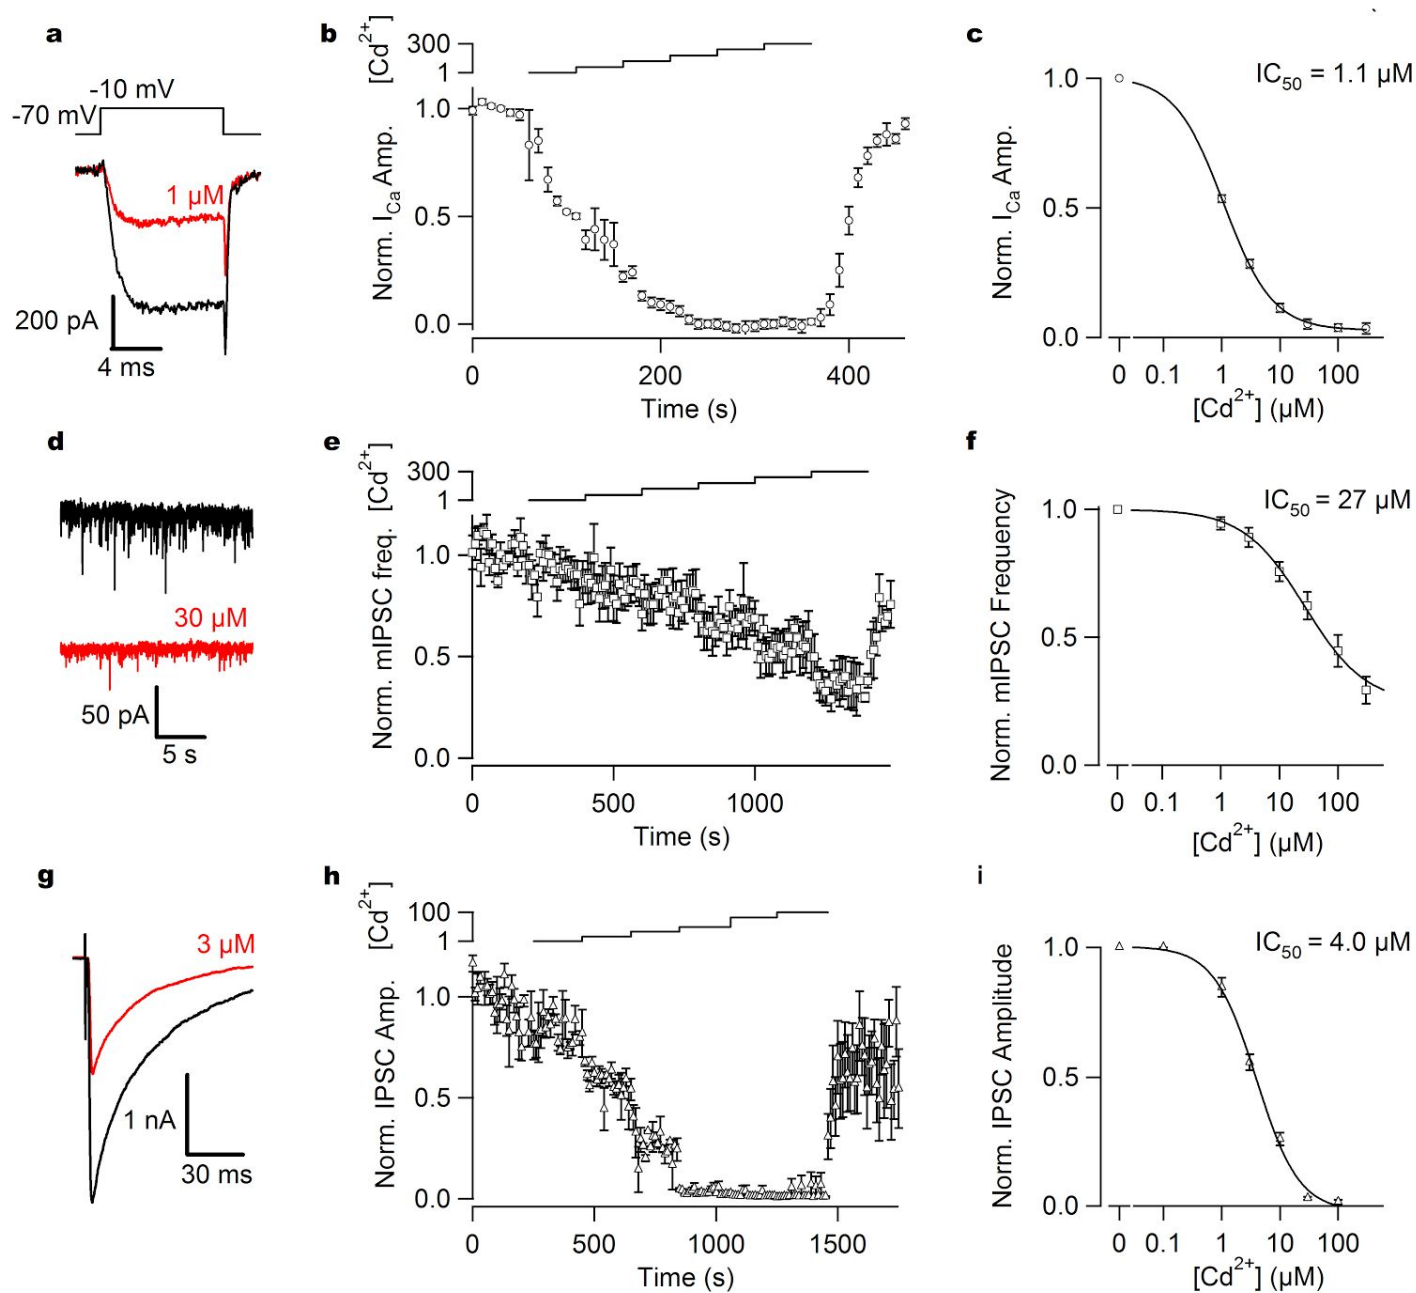 a
-10 mV
-70 mV
1 µM
200 pA
4 ms
b
[Cd2+]
300
1
Norm. ICa Amp.
1.0
0.5
0.0
0 200 400
Time (s)
c
IC50 = 1.1 µM
Norm. ICa Amp.
1.0
0.5
0.0
0 0.1 1 10 100
[Cd2+] (µM)
d
30 µM
50 pA
5 s
e
[Cd2+]
300
1
Norm. mIPSC freq.
1.0
0.5
0.0
0 500 1000
Time (s)
f
IC50 = 27 µM
Norm. mIPSC Frequency
1.0
0.5
0.0
0 0.1 1 10 100
[Cd2+] (µM)
g
3 µM
1 nA
30 ms
h
[Cd2+]
100
1
Norm. IPSC Amp.
1.0
0.5
0.0
0 500 1000 1500
Time (s)
i
IC50 = 4.0 µM
Norm. IPSC Amplitude
1.0
0.5
0.0
0 0.1 1 10 100
[Cd2+] (µM)